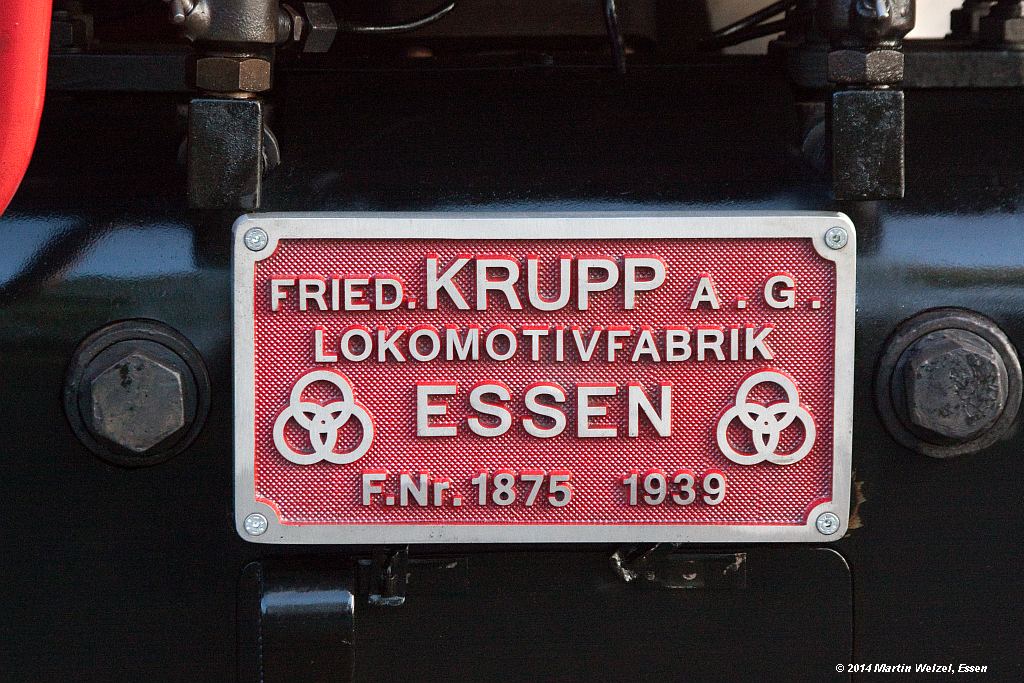 FRIED. KRUPP A. G.
LOKOMOTIVFABRIK
ESSEN
F.Nr. 1875 1939
© 2014 Martin Welzel, Essen